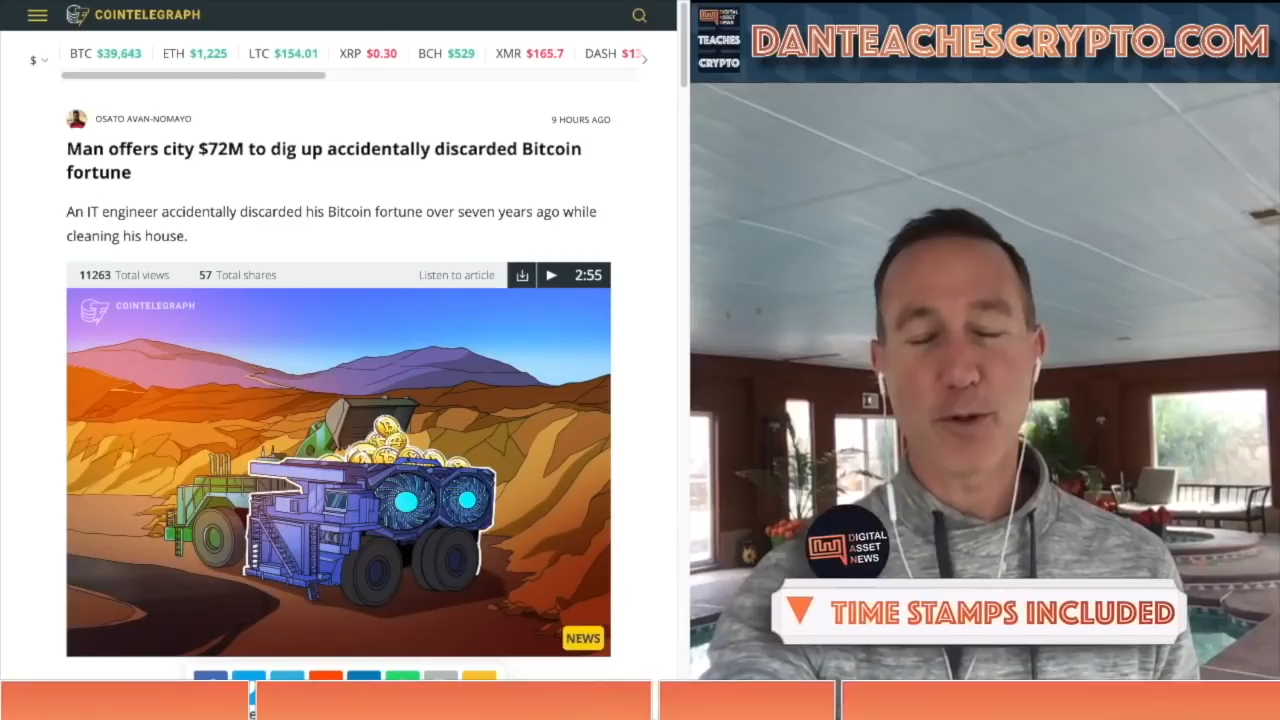 COINTELEGRAPH
$
BTC $39,643 ETH $1,225 LTC $154.01 XRP $0.30 BCH $529 XMR $165.7 DASH
OSATO AVAN-NOMAYO
9 HOURS AGO
Man offers city $72M to dig up accidentally discarded Bitcoin
fortune
An IT engineer accidentally discarded his Bitcoin fortune over seven years ago while
cleaning his house.
11263 Total views 57 Total shares Listen to article 2:55
COINTELEGRAPH
NEWS
DIGITAL
ASSET
NEWS
TEACHES
CRYPTO
DANTEACHESCRYPTO.COM
DIGITAL
ASSET
NEWS
TIME STAMPS INCLUDED